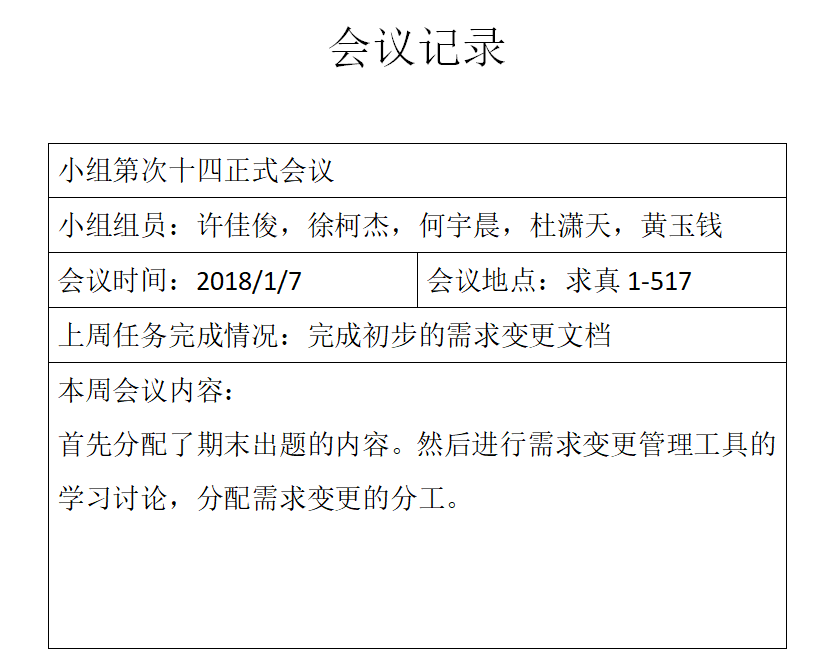 会议记录
小组第次十四正式会议
小组组员：许佳俊，徐柯杰，何宇晨，杜潇天，黄玉钱
会议时间：2018/1/7
会议地点：求真 1-517
上周任务完成情况：完成初步的需求变更文档
本周会议内容：
首先分配了期末出题的内容。然后进行需求变更管理工具的
学习讨论，分配需求变更的分工。